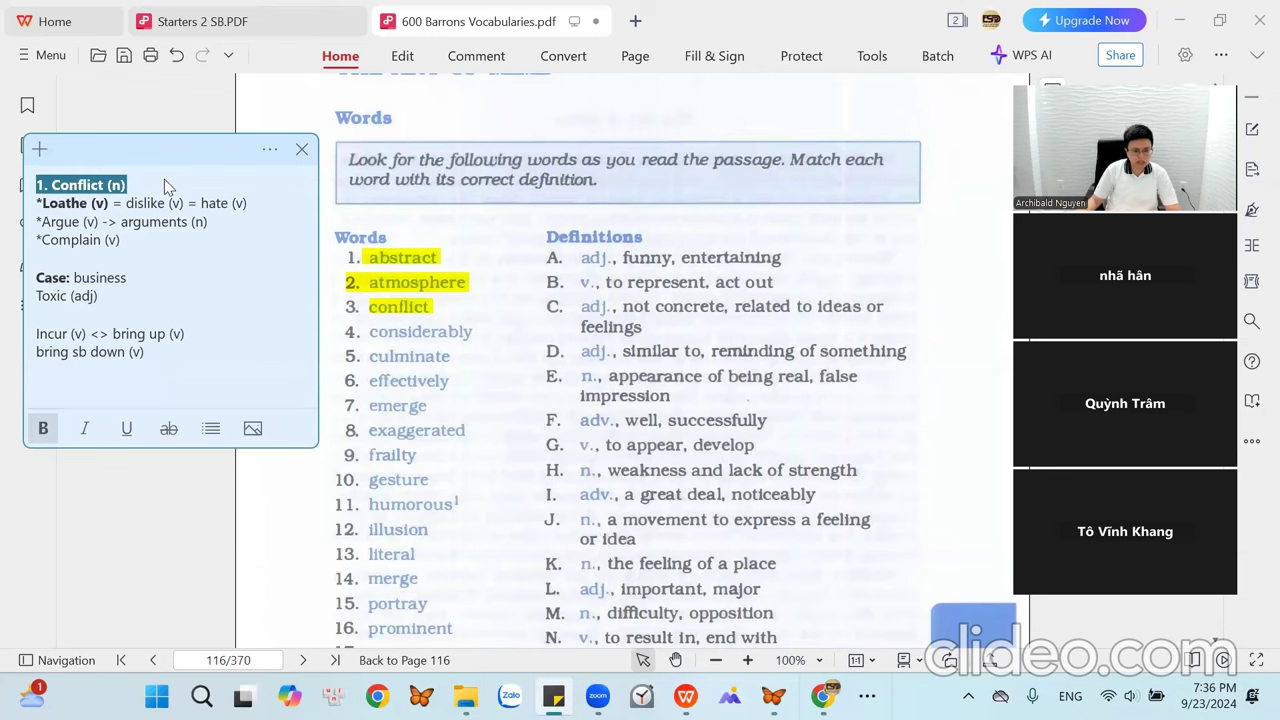 Home
Starters 2 SB.PDF
600 Barrons Vocabularies.pdf
2
Upgrade Now
Menu
Home
Edit
Comment
Convert
Page
Fill & Sign
Protect
Tools
Batch
WPS AI
Share
Words
Look for the following words as you read the passage. Match each
word with its correct definition.
1. Conflict (n)
*Loathe (v) = dislike (v) = hate (v)
*Argue (v) -> arguments (n)
*Complain (v)
Case: business
Toxic (adj)
Incur (v) <> bring up (v)
bring sb down (v)
B I U ab
Words
1. abstract
2. atmosphere
3. conflict
4. considerably
5. culminate
6. effectively
7. emerge
8. exaggerated
9. frailty
10. gesture
11. humorous¹
12. illusion
13. literal
14. merge
15. portray
16. prominent
Definitions
A. adj., funny, entertaining
B. v., to represent, act out
C. adj., not concrete, related to ideas or
feelings
D. adj., similar to, reminding of something
E. n., appearance of being real, false
impression
F. adv., well, successfully
G. v., to appear, develop
H. n., weakness and lack of strength
I. adv., a great deal, noticeably
J. n., a movement to express a feeling
or idea
K. n., the feeling of a place
L. adj., important, major
M. n., difficulty, opposition
N. v., to result in, end with
Archibald Nguyen
nhã hân
Quỳnh Trâm
Tô Vĩnh Khang
Navigation
116/370
Back to Page 116
100%
1:1
clideo.com
1
Zalo
zoom
ENG
7:36 PM
9/23/2024